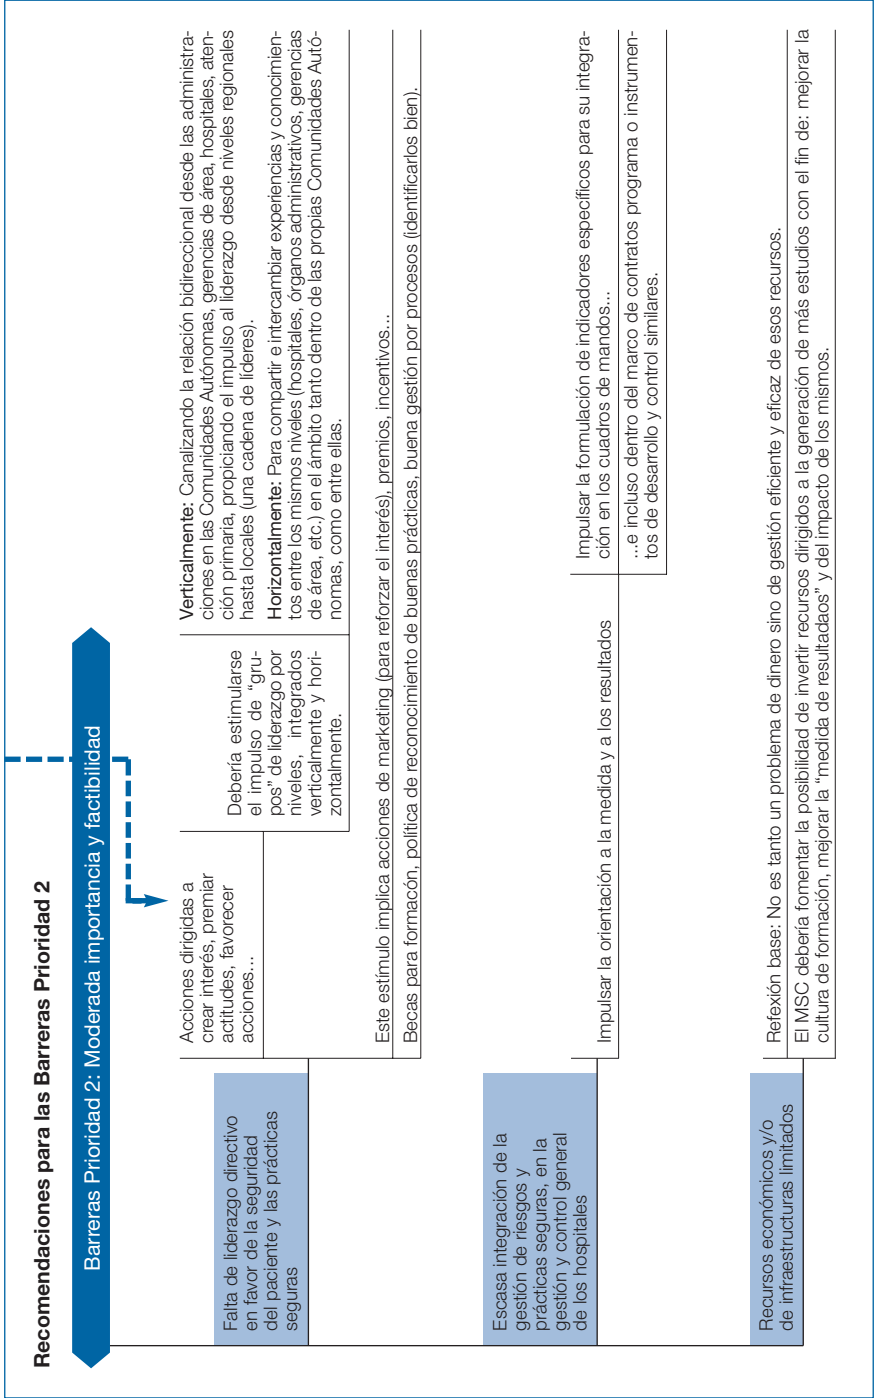 Recomendaciones para las Barreras Prioridad 2
Barreras Prioridad 2: Moderada importancia y factibilidad
Falta de liderazgo directivo
en favor de la seguridad
del paciente y las prácticas
seguras
Acciones dirigidas a
crear interés, premiar
actitudes, favorecer
acciones...
Debería estimularse
el impulso de “gru-
pos” de liderazgo por
niveles, integrados
verticalmente y hori-
zontalmente.
Verticalmente: Canalizando la relación bidireccional desde las administra-
ciones en las Comunidades Autónomas, gerencias de área, hospitales, aten-
ción primaria, propiciando el impulso al liderazgo desde niveles regionales
hasta locales (una cadena de líderes).
Horizontalmente: Para compartir e intercambiar experiencias y conocimien-
tos entre los mismos niveles (hospitales, órganos administrativos, gerencias
de área, etc.) en el ámbito tanto dentro de las propias Comunidades Autó-
nomas, como entre ellas.
Este estímulo implica acciones de marketing (para reforzar el interés), premios, incentivos...
Becas para formacón, política de reconocimiento de buenas prácticas, buena gestión por procesos (identificarlos bien).
Escasa integración de la
gestión de riesgos y
prácticas seguras, en la
gestión y control general
de los hospitales
Impulsar la orientación a la medida y a los resultados
Impulsar la formulación de indicadores específicos para su integra-
ción en los cuadros de mandos...
...e incluso dentro del marco de contratos programa o instrumen-
tos de desarrollo y control similares.
Recursos económicos y/o
de infraestructuras limitados
Refexión base: No es tanto un problema de dinero sino de gestión eficiente y eficaz de esos recursos.
El MSC debería fomentar la posibilidad de invertir recursos dirigidos a la generación de más estudios con el fin de: mejorar la
cultura de formación, mejorar la “medida de resultadaos” y del impacto de los mismos.